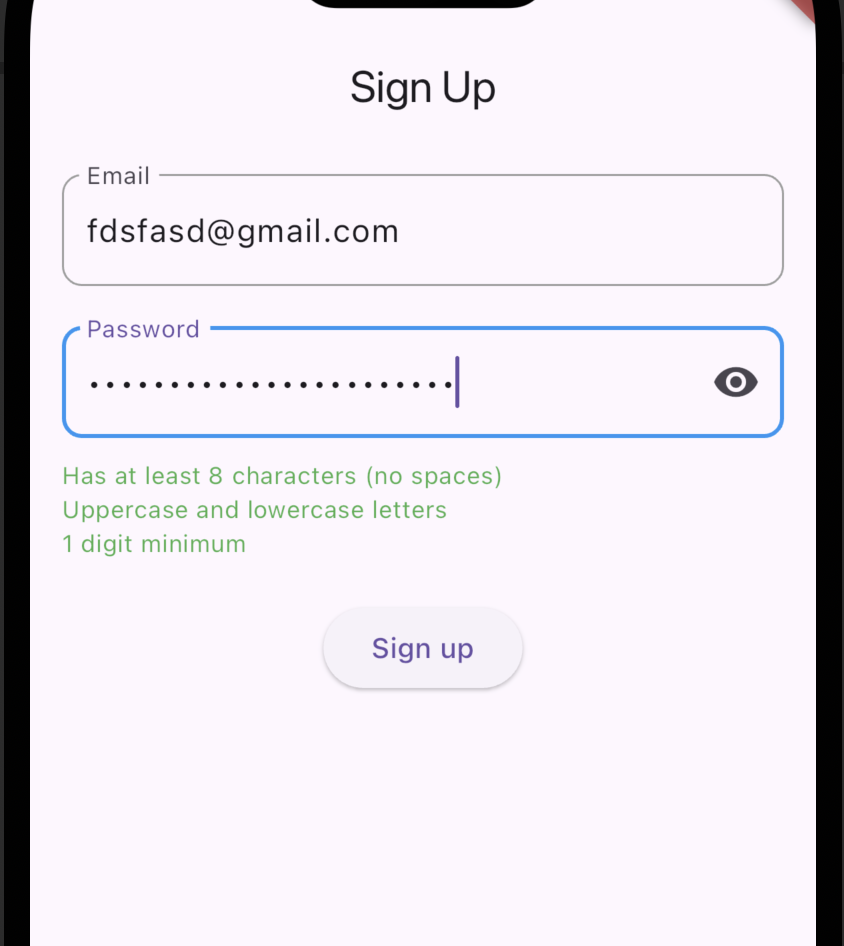 Sign Up
Email
fdsfasd@gmail.com
Password
•••••••••••••••••••••••
Has at least 8 characters (no spaces)
Uppercase and lowercase letters
1 digit minimum
Sign up